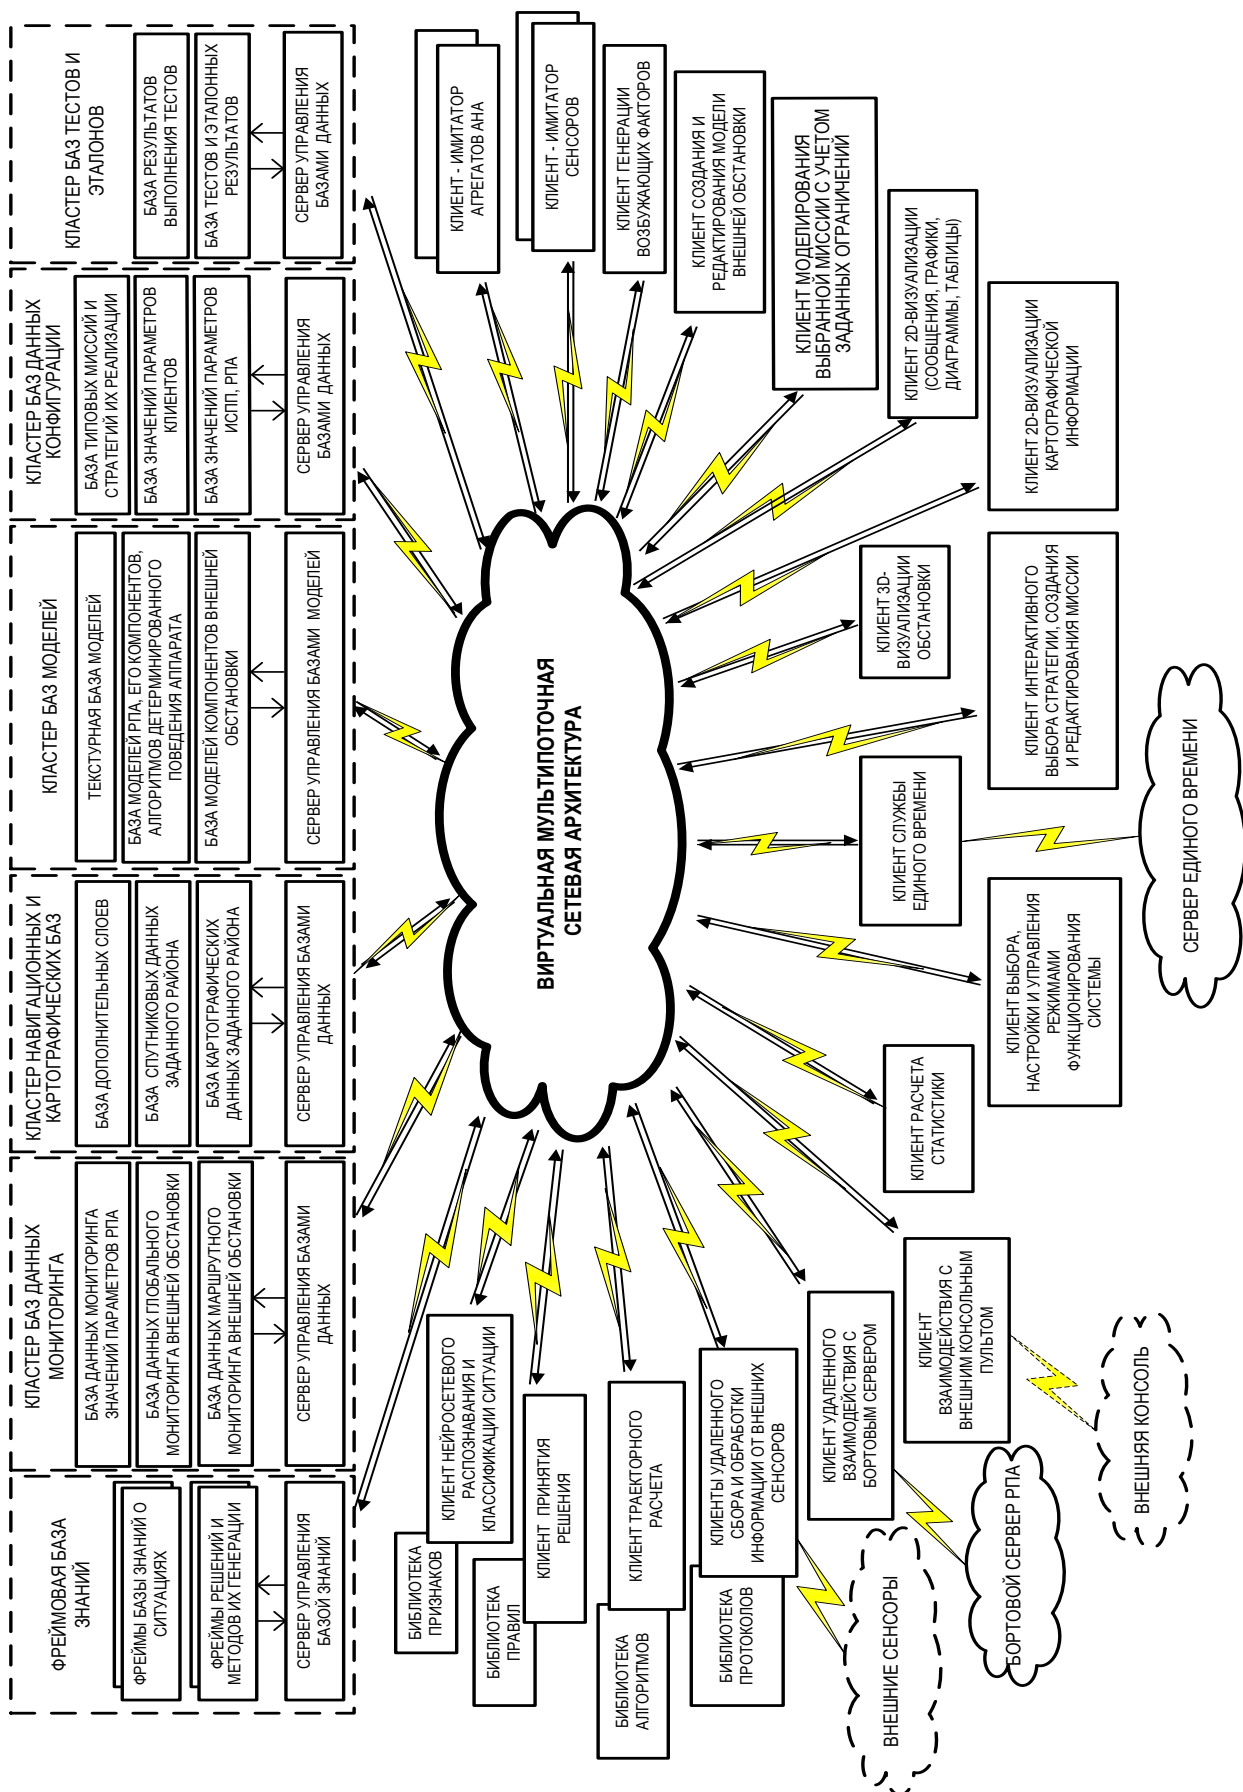 ФРЕЙМОВАЯ БАЗА
ЗНАНИЙ
ФРЕЙМЫ БАЗЫ ЗНАНИЙ О
СИТУАЦИЯХ
ФРЕЙМЫ РЕШЕНИЙ И
МЕТОДОВ ИХ ГЕНЕРАЦИИ
СЕРВЕР УПРАВЛЕНИЯ
БАЗОЙ ЗНАНИЙ
КЛАСТЕР БАЗ ДАННЫХ
МОНИТОРИНГА
БАЗА ДАННЫХ МОНИТОРИНГА
ЗНАЧЕНИЙ ПАРАМЕТРОВ РПА
БАЗА ДАННЫХ ГЛОБАЛЬНОГО
МОНИТОРИНГА ВНЕШНЕЙ ОБСТАНОВКИ
БАЗА ДАННЫХ МАРШРУТНОГО
МОНИТОРИНГА ВНЕШНЕЙ ОБСТАНОВКИ
СЕРВЕР УПРАВЛЕНИЯ БАЗАМИ
ДАННЫХ
КЛАСТЕР НАВИГАЦИОННЫХ И
КАРТОГРАФИЧЕСКИХ БАЗ
БАЗА ДОПОЛНИТЕЛЬНЫХ СЛОЕВ
БАЗА СПУТНИКОВЫХ ДАННЫХ
ЗАДАННОГО РАЙОНА
БАЗА КАРТОГРАФИЧЕСКИХ
ДАННЫХ ЗАДАННОГО РАЙОНА
СЕРВЕР УПРАВЛЕНИЯ БАЗАМИ
ДАННЫХ
КЛАСТЕР БАЗ МОДЕЛЕЙ
ТЕКСТУРНАЯ БАЗА МОДЕЛЕЙ
БАЗА МОДЕЛЕЙ РПА, ЕГО КОМПОНЕНТОВ,
АЛГОРИТМОВ ДЕТЕРМИНИРОВАННОГО
ПОВЕДЕНИЯ АППАРАТА
БАЗА МОДЕЛЕЙ КОМПОНЕНТОВ ВНЕШНЕЙ
ОБСТАНОВКИ
СЕРВЕР УПРАВЛЕНИЯ БАЗАМИ МОДЕЛЕЙ
КЛАСТЕР БАЗ ДАННЫХ
КОНФИГУРАЦИИ
БАЗА ТИПОВЫХ МИССИЙ И
СТРАТЕГИЙ ИХ РЕАЛИЗАЦИИ
БАЗА ЗНАЧЕНИЙ ПАРАМЕТРОВ
КЛИЕНТОВ
БАЗА ЗНАЧЕНИЙ ПАРАМЕТРОВ
ИСПП, РПА
СЕРВЕР УПРАВЛЕНИЯ
БАЗАМИ ДАННЫХ
КЛАСТЕР БАЗ ТЕСТОВ И
ЭТАЛОНОВ
БАЗА РЕЗУЛЬТАТОВ
ВЫПОЛНЕНИЯ ТЕСТОВ
БАЗА ТЕСТОВ И ЭТАЛОННЫХ
РЕЗУЛЬТАТОВ
СЕРВЕР УПРАВЛЕНИЯ
БАЗАМИ ДАННЫХ
БИБЛИОТЕКА
ПРИЗНАКОВ
КЛИЕНТ НЕЙРОСЕТЕВОГО
РАСПОЗНАВАНИЯ И
КЛАССИФИКАЦИИ СИТУАЦИИ
БИБЛИОТЕКА
ПРАВИЛ
КЛИЕНТ ПРИНЯТИЯ
РЕШЕНИЯ
БИБЛИОТЕКА
АЛГОРИТМОВ
КЛИЕНТ ТРАЕКТОРНОГО
РАСЧЕТА
БИБЛИОТЕКА
ПРОТОКОЛОВ
КЛИЕНТЫ УДАЛЕННОГО
СБОРА И ОБРАБОТКИ
ИНФОРМАЦИИ ОТ ВНЕШНИХ
СЕНСОРОВ
ВНЕШНИЕ СЕНСОРЫ
КЛИЕНТ УДАЛЕННОГО
ВЗАИМОДЕЙСТВИЯ С
БОРТОВЫМ СЕРВЕРОМ
БОРТОВОЙ СЕРВЕР РПА
КЛИЕНТ
ВЗАИМОДЕЙСТВИЯ С
ВНЕШНИМ КОНСОЛЬНЫМ
ПУЛЬТОМ
ВНЕШНЯЯ КОНСОЛЬ
ВИРТУАЛЬНАЯ МУЛЬТИПОТОЧНАЯ
СЕТЕВАЯ АРХИТЕКТУРА
КЛИЕНТ РАСЧЕТА
СТАТИСТИКИ
КЛИЕНТ ВЫБОРА,
НАСТРОЙКИ И УПРАВЛЕНИЯ
РЕЖИМАМИ
ФУНКЦИОНИРОВАНИЯ
СИСТЕМЫ
КЛИЕНТ СЛУЖБЫ
ЕДИНОГО ВРЕМЕНИ
СЕРВЕР ЕДИНОГО ВРЕМЕНИ
КЛИЕНТ ИНТЕРАКТИВНОГО
ВЫБОРА СТРАТЕГИИ, СОЗДАНИЯ
И РЕДАКТИРОВАНИЯ МИССИИ
КЛИЕНТ 3D-
ВИЗУАЛИЗАЦИИ
ОБСТАНОВКИ
КЛИЕНТ 2D-ВИЗУАЛИЗАЦИИ
КАРТОГРАФИЧЕСКОЙ
ИНФОРМАЦИИ
КЛИЕНТ 2D-ВИЗУАЛИЗАЦИИ
(СООБЩЕНИЯ, ГРАФИКИ,
ДИАГРАММЫ, ТАБЛИЦЫ)
КЛИЕНТ МОДЕЛИРОВАНИЯ
ВЫБРАННОЙ МИССИИ С УЧЕТОМ
ЗАДАННЫХ ОГРАНИЧЕНИЙ
КЛИЕНТ СОЗДАНИЯ И
РЕДАКТИРОВАНИЯ МОДЕЛИ
ВНЕШНЕЙ ОБСТАНОВКИ
КЛИЕНТ ГЕНЕРАЦИИ
ВОЗБУЖАЮЩИХ ФАКТОРОВ
КЛИЕНТ - ИМИТАТОР
СЕНСОРОВ
КЛИЕНТ - ИМИТАТОР
АГРЕГАТОВ АНА